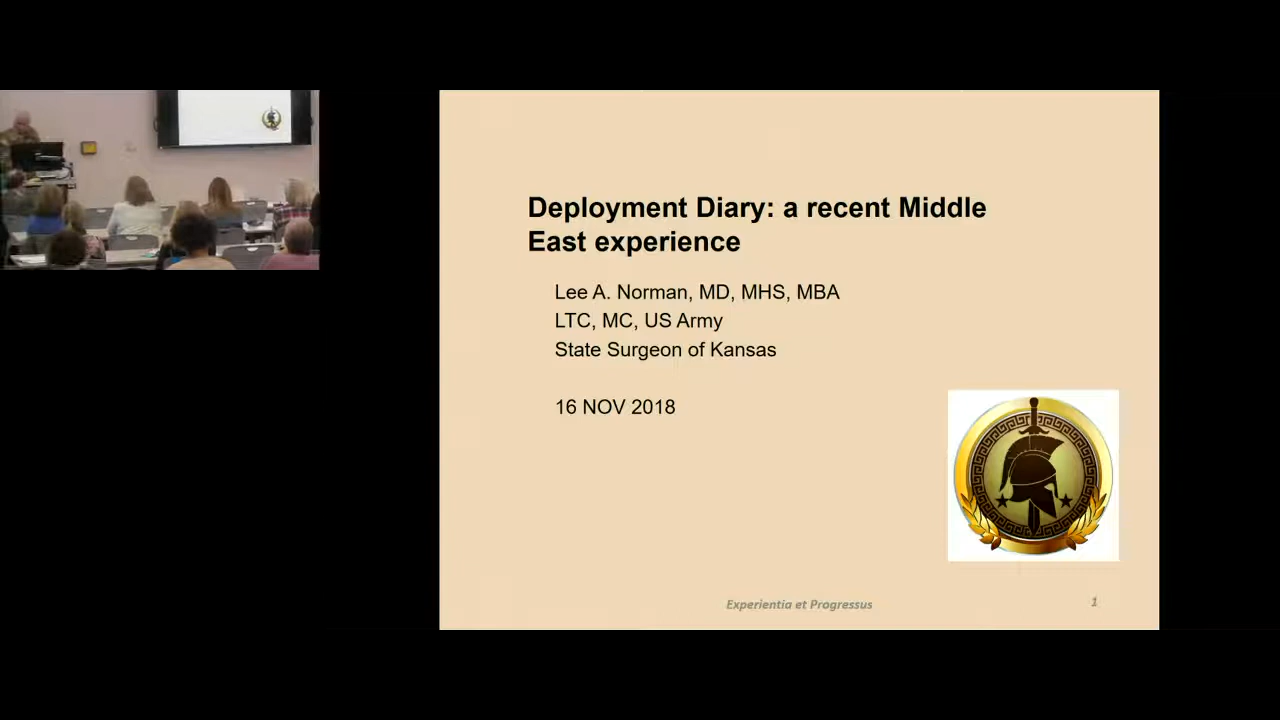 Deployment Diary: a recent Middle
East experience
Lee A. Norman, MD, MHS, MBA
LTC, MC, US Army
State Surgeon of Kansas
16 NOV 2018
Experientia et Progressus
1